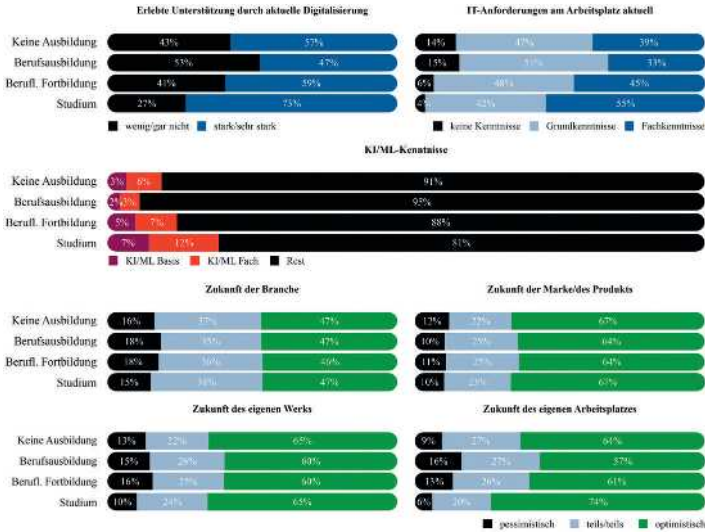 Erlebte Unterstützung durch aktuelle Digitalisierung
IT-Anforderungen am Arbeitsplatz aktuell
Keine Ausbildung 43% 57% 14% 47% 39%
Berufsausbildung 53% 47% 15% 51% 33%
Berufl. Fortbildung 41% 59% 6% 48% 45%
Studium 27% 73% 4% 42% 55%
wenig/gar nicht stark/sehr stark keine Kenntnisse Grundkenntnisse Fachkenntnisse
KI/ML-Kenntnisse
Keine Ausbildung 3% 6% 91%
Berufsausbildung 2% 3% 95%
Berufl. Fortbildung 5% 7% 88%
Studium 7% 12% 81%
KI/ML Basis KI/ML Fach Rest
Zukunft der Branche
Zukunft der Marke/des Produkts
Keine Ausbildung 16% 37% 47% 12% 22% 67%
Berufsausbildung 18% 35% 47% 10% 25% 64%
Berufl. Fortbildung 18% 36% 46% 11% 25% 64%
Studium 15% 38% 47% 10% 23% 67%
Zukunft des eigenen Werks
Zukunft des eigenen Arbeitsplatzes
Keine Ausbildung 13% 22% 65% 9% 27% 64%
Berufsausbildung 15% 26% 60% 16% 27% 57%
Berufl. Fortbildung 16% 25% 60% 13% 26% 61%
Studium 10% 24% 65% 6% 20% 74%
pessimistisch teils/teils optimistisch